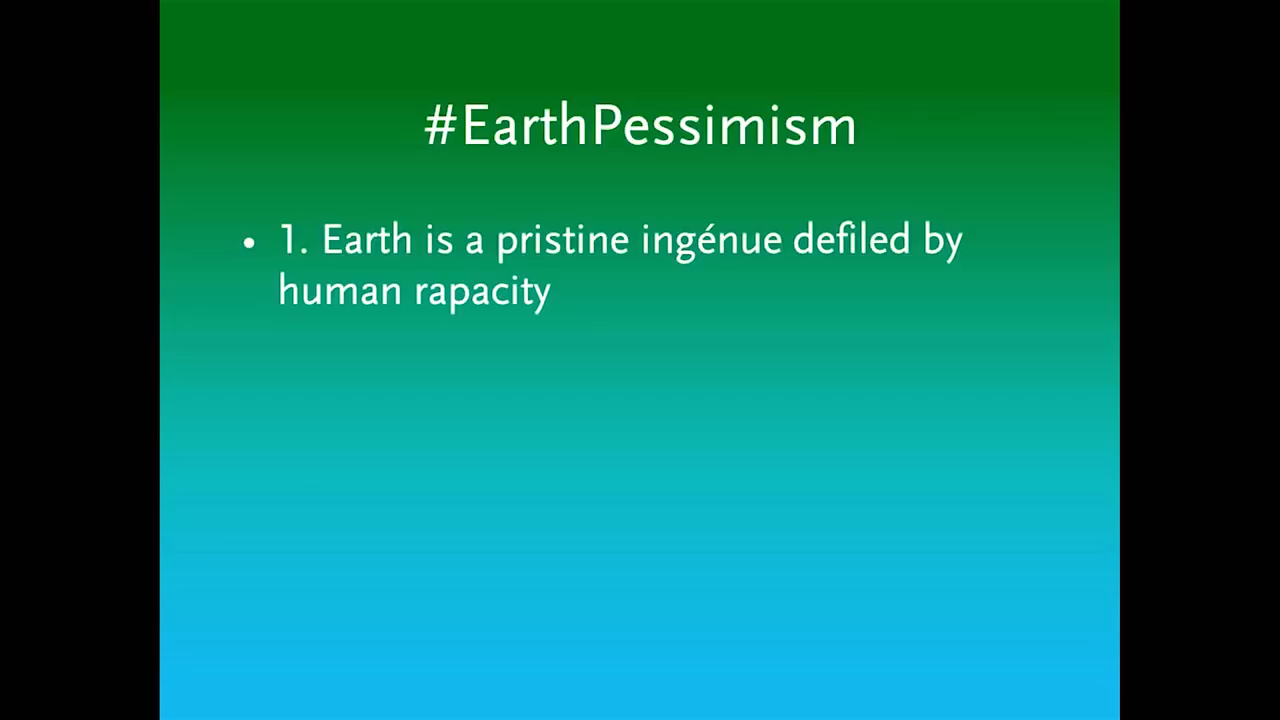 #EarthPessimism
• 1. Earth is a pristine ingénue defiled by
human rapacity